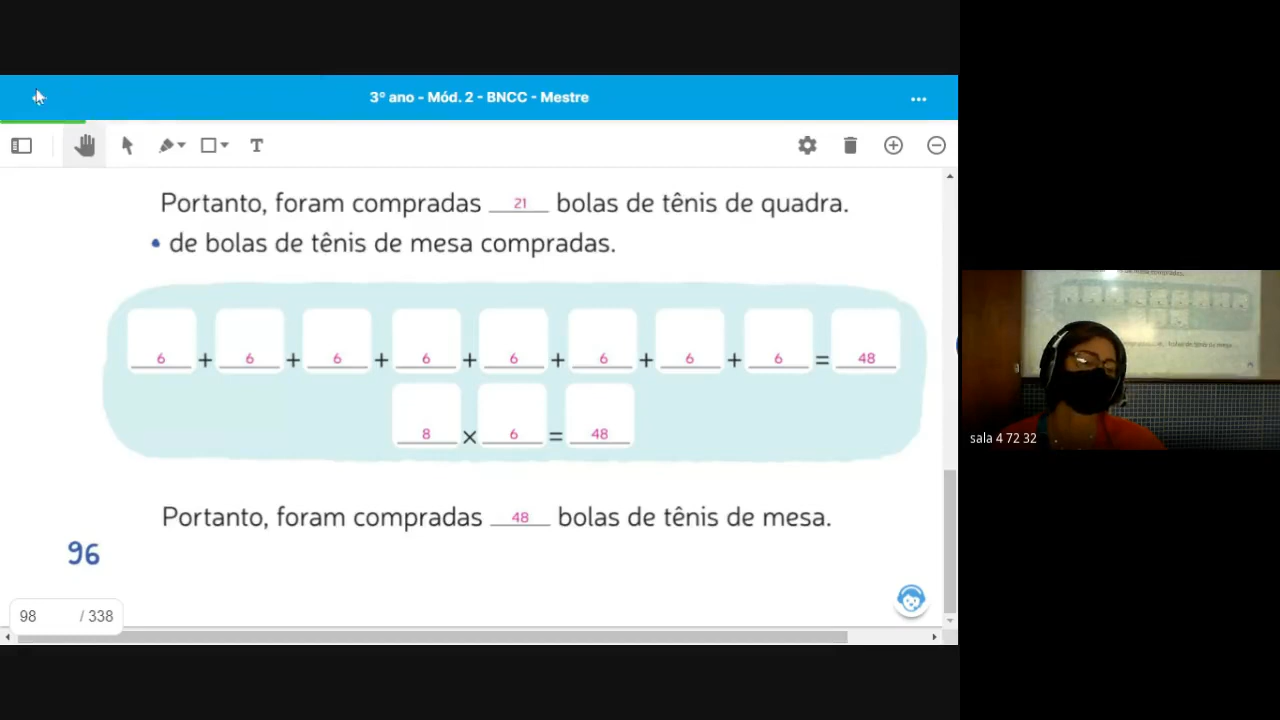 3º ano - Mód. 2 - BNCC - Mestre
T
Portanto, foram compradas 21 bolas de tênis de quadra.
• de bolas de tênis de mesa compradas.
6 + 6 + 6 + 6 + 6 + 6 + 6 + 6 = 48
8 × 6 = 48
Portanto, foram compradas 48 bolas de tênis de mesa.
96
98 / 338
sala 4 72 32